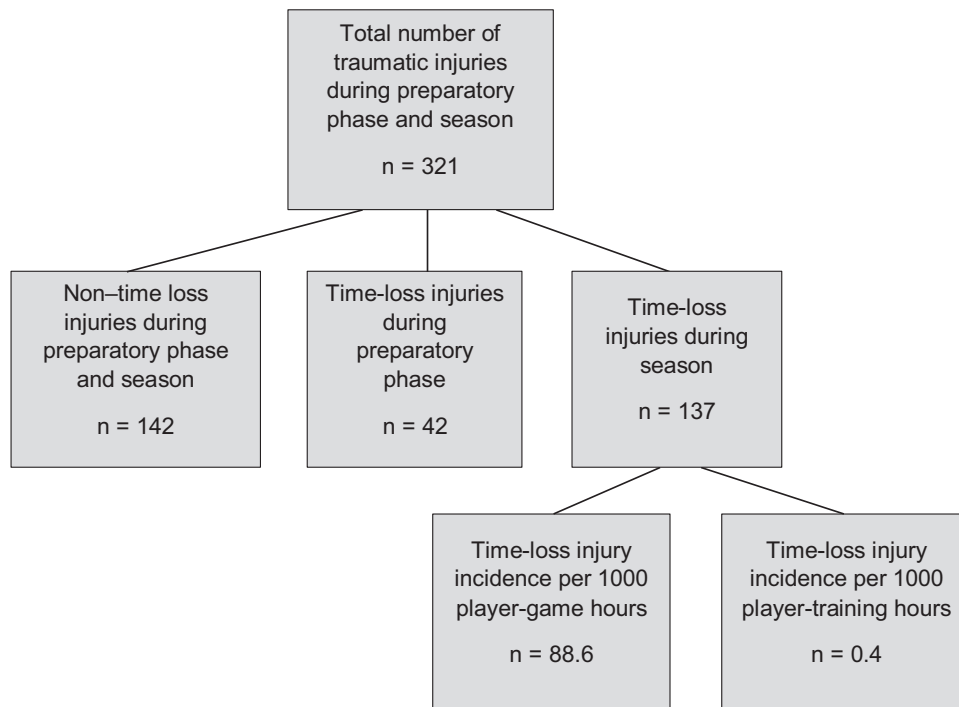 Total number of
traumatic injuries
during preparatory
phase and season
n = 321
Non–time loss
injuries during
preparatory phase
and season
n = 142
Time-loss injuries
during
preparatory
phase
n = 42
Time-loss
injuries during
season
n = 137
Time-loss injury
incidence per 1000
player-game hours
n = 88.6
Time-loss injury
incidence per 1000
player-training hours
n = 0.4